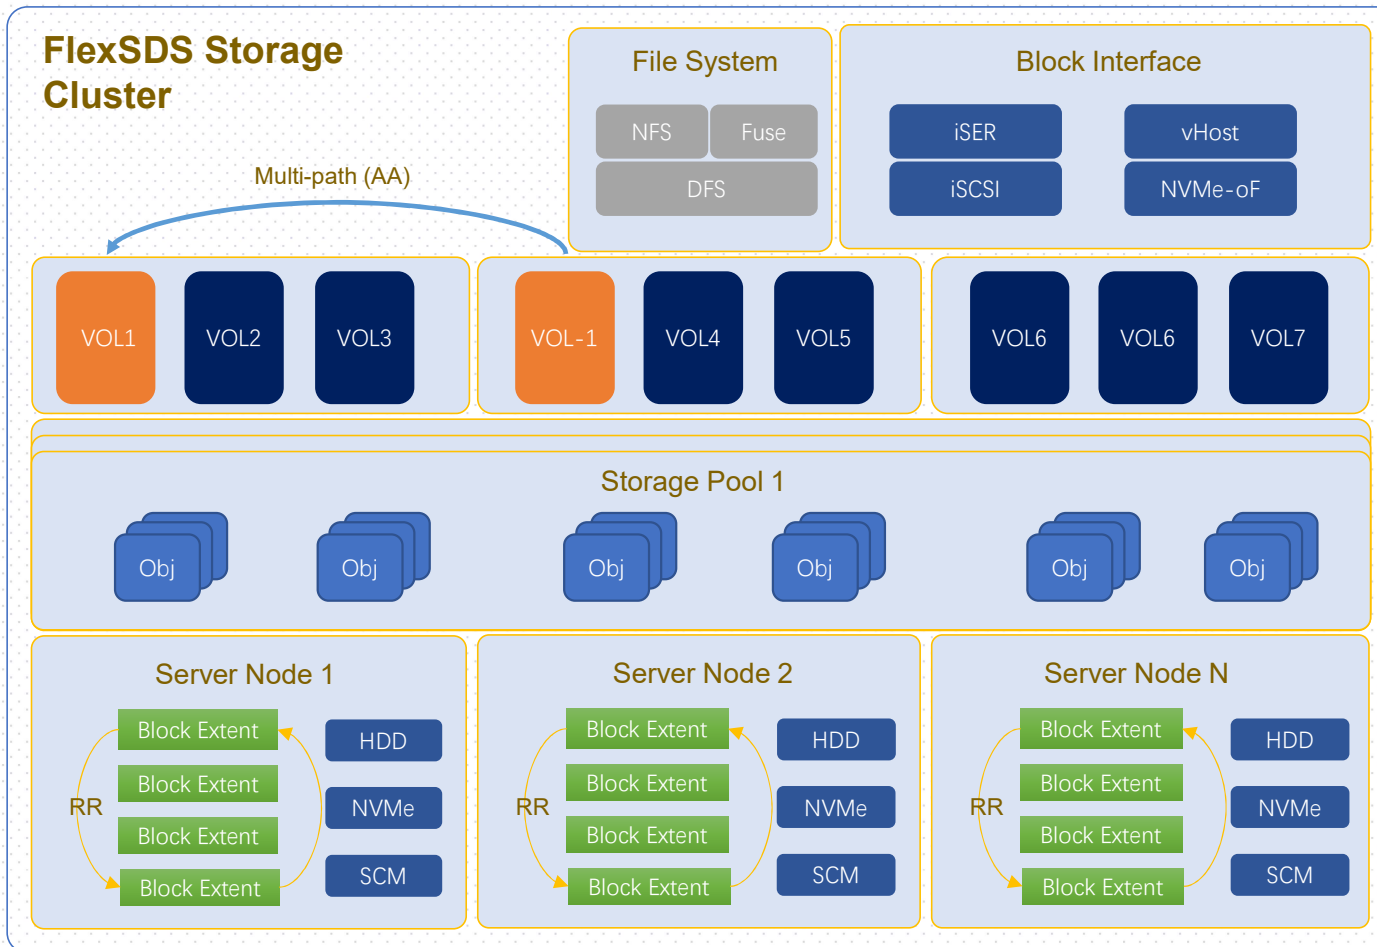 FlexSDS Storage
Cluster
File System
Block Interface
NFS
Fuse
DFS
iSER
vHost
iSCSI
NVMe-oF
Multi-path (AA)
VOL1
VOL2
VOL3
VOL-1
VOL4
VOL5
VOL6
VOL6
VOL7
Storage Pool 1
Obj
Obj
Obj
Obj
Obj
Obj
Server Node 1
Block Extent
Block Extent
Block Extent
Block Extent
RR
HDD
NVMe
SCM
Server Node 2
Block Extent
Block Extent
Block Extent
Block Extent
RR
HDD
NVMe
SCM
Server Node N
Block Extent
Block Extent
Block Extent
Block Extent
RR
HDD
NVMe
SCM